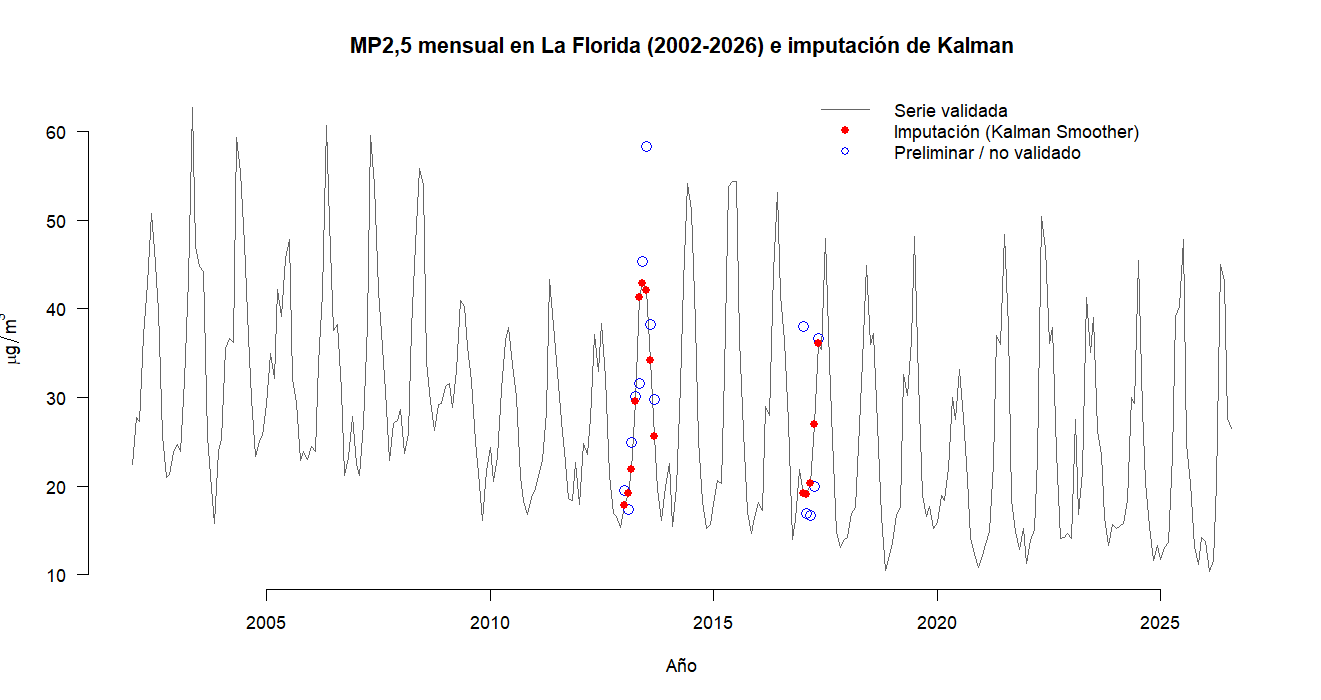 MP2,5 mensual en La Florida (2002-2026) e imputación de Kalman
Serie validada
Imputación (Kalman Smoother)
Preliminar / no validado
60
50
40
30
20
10
μg/m³
2005
2010
2015
2020
2025
Año